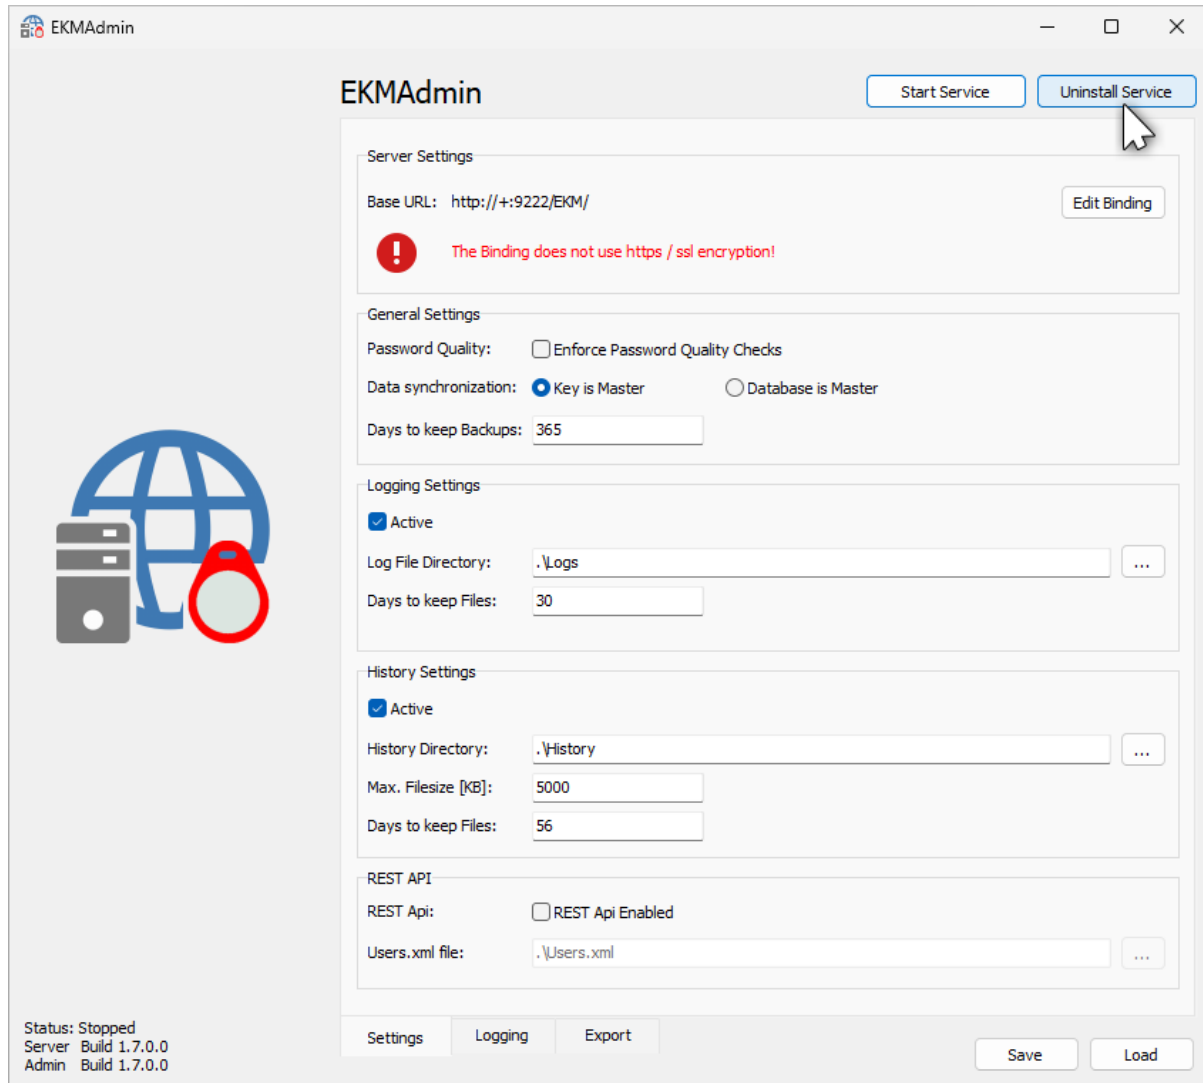 EKMAdmin
EKMAdmin
Start Service
Uninstall Service
Server Settings
Base URL: http://+:9222/EKM/
Edit Binding
The Binding does not use https / ssl encryption!
General Settings
Password Quality: Enforce Password Quality Checks
Data synchronization: Key is Master Database is Master
Days to keep Backups: 365
Logging Settings
Active
Log File Directory: .\Logs ...
Days to keep Files: 30
History Settings
Active
History Directory: .\History ...
Max. Filesize [KB]: 5000
Days to keep Files: 56
REST API
REST Api: REST Api Enabled
Users.xml file: .\Users.xml ...
Status: Stopped
Server Build 1.7.0.0
Admin Build 1.7.0.0
Settings Logging Export
Save Load